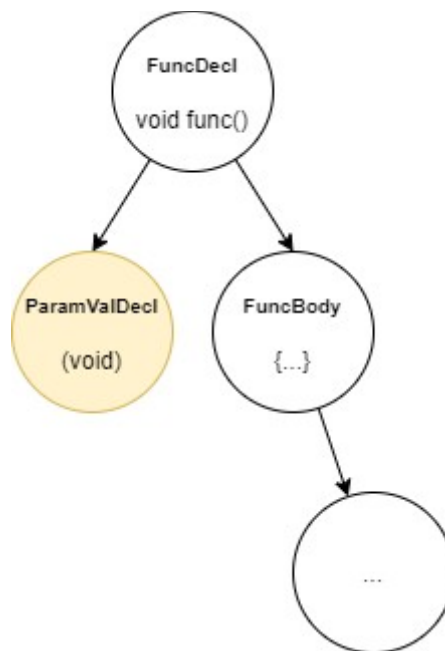 FuncDecl
void func()
ParamValDecl
(void)
FuncBody
{...}
...